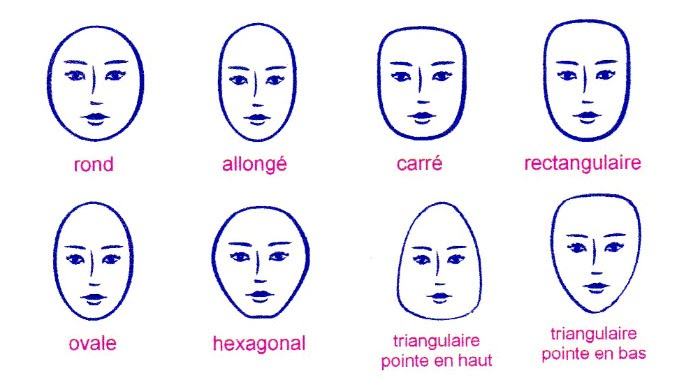 rond
allongé
carré
rectangulaire
ovale
hexagonal
triangulaire
pointe en haut
triangulaire
pointe en bas